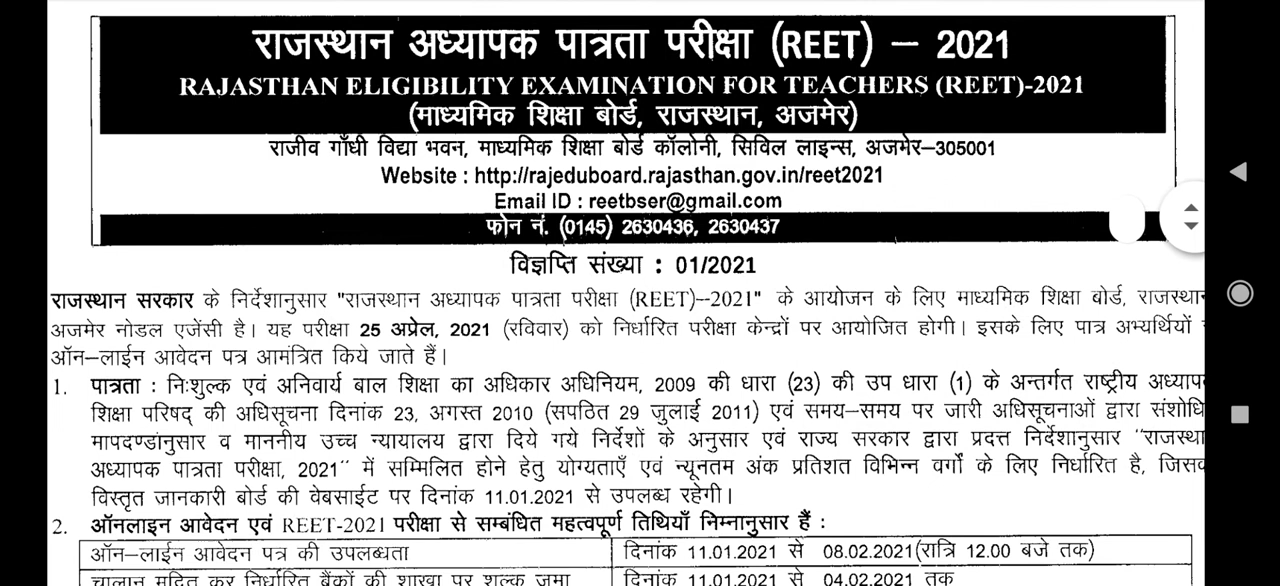 राजस्थान अध्यापक पात्रता परीक्षा (REET) – 2021
RAJASTHAN ELIGIBILITY EXAMINATION FOR TEACHERS (REET)-2021
(माध्यमिक शिक्षा बोर्ड, राजस्थान, अजमेर)
राजीव गाँधी विद्या भवन, माध्यमिक शिक्षा बोर्ड कॉलोनी, सिविल लाइन्स, अजमेर–305001
Website : http://rajeduboard.rajasthan.gov.in/reet2021
Email ID : reetbser@gmail.com
फोन नं. (0145) 2630436, 2630437
विज्ञप्ति संख्या : 01/2021
राजस्थान सरकार के निर्देशानुसार "राजस्थान अध्यापक पात्रता परीक्षा (REET)--2021" के आयोजन के लिए माध्यमिक शिक्षा बोर्ड, राजस्थान
अजमेर नोडल एजेंसी है। यह परीक्षा 25 अप्रेल, 2021 (रविवार) को निर्धारित परीक्षा केन्द्रों पर आयोजित होगी। इसके लिए पात्र अभ्यर्थियों
ऑन–लाईन आवेदन पत्र आमंत्रित किये जाते हैं।
1. पात्रता : निःशुल्क एवं अनिवार्य बाल शिक्षा का अधिकार अधिनियम, 2009 की धारा (23) की उप धारा (1) के अन्तर्गत राष्ट्रीय अध्याप
शिक्षा परिषद् की अधिसूचना दिनांक 23, अगस्त 2010 (सपठित 29 जुलाई 2011) एवं समय–समय पर जारी अधिसूचनाओं द्वारा संशोधि
मापदण्डांनुसार व माननीय उच्च न्यायालय द्वारा दिये गये निर्देशों के अनुसार एवं राज्य सरकार द्वारा प्रदत्त निर्देशानुसार "राजस्था
अध्यापक पात्रता परीक्षा, 2021" में सम्मिलित होने हेतु योग्यताएँ एवं न्यूनतम अंक प्रतिशत विभिन्न वर्गों के लिए निर्धारित है, जिसक
विस्तृत जानकारी बोर्ड की वेबसाईट पर दिनांक 11.01.2021 से उपलब्ध रहेगी।
2. ऑनलाइन आवेदन एवं REET-2021 परीक्षा से सम्बंधित महत्वपूर्ण तिथियाँ निम्नानुसार हैं :
ऑन–लाईन आवेदन पत्र की उपलब्धता दिनांक 11.01.2021 से 08.02.2021(रात्रि 12.00 बजे तक)
चालान मुद्रित कर निर्धारित बैंकों की शाखा पर शुल्क जमा दिनांक 11.01.2021 से 04.02.2021 तक